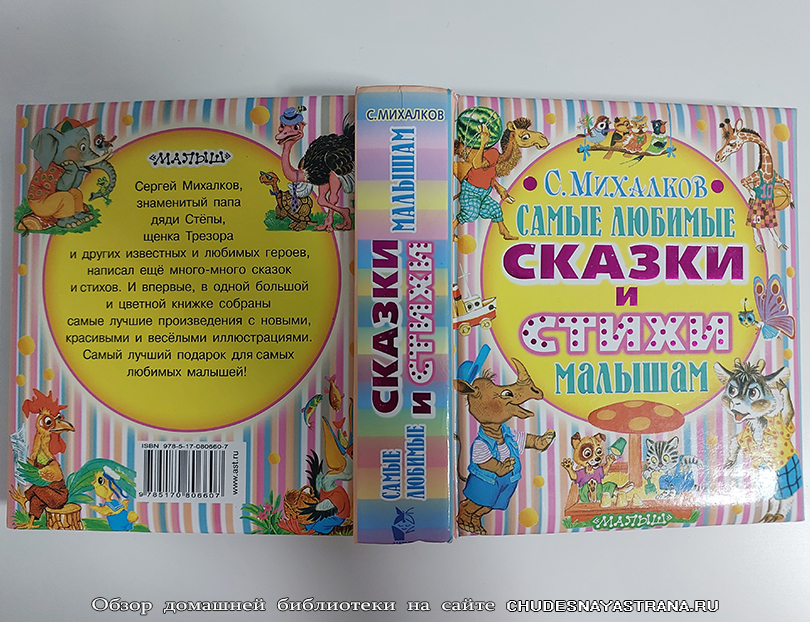 «МАЛЫШ»
Сергей Михалков,
знаменитый папа
дяди Стёпы,
щенка Трезора
и других известных и любимых героев,
написал ещё много-много сказок
и стихов. И впервые, в одной большой
и цветной книжке собраны
самые лучшие произведения с новыми,
красивыми и весёлыми иллюстрациями.
Самый лучший подарок для самых
любимых малышей!
ISBN 978-5-17-080660-7
9 785170 806607
www.ast.ru
С.МИХАЛКОВ
САМЫЕ ЛЮБИМЫЕ
СКАЗКИ
И СТИХИ
МАЛЫШАМ
С. МИХАЛКОВ
САМЫЕ ЛЮБИМЫЕ
СКАЗКИ
И
СТИХИ
МАЛЫШАМ
«МАЛЫШ»
Обзор домашней библиотеки на сайте CHUDESNAYASTRANA.RU